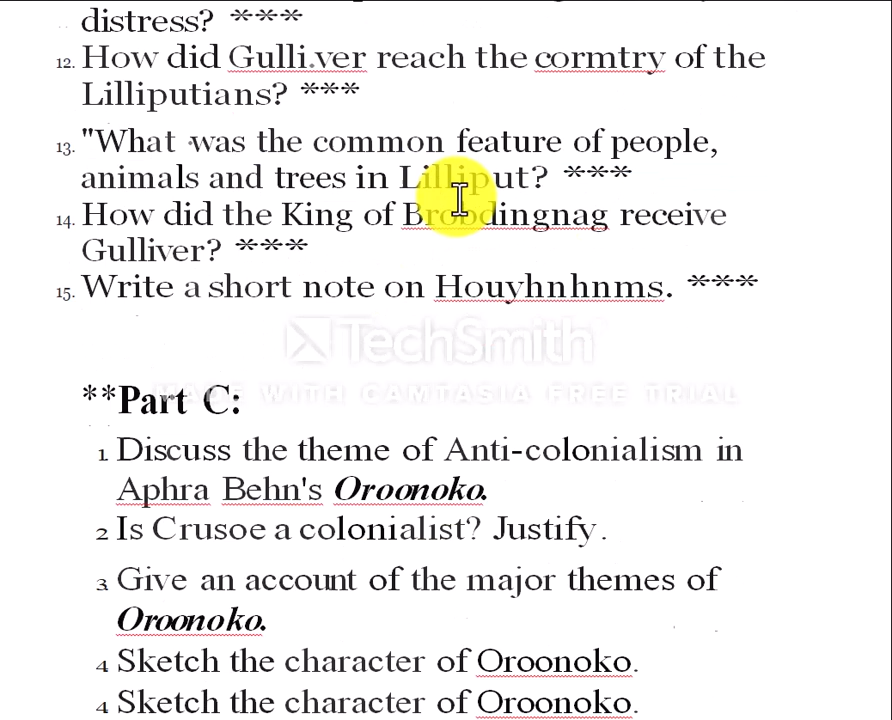 distress? ***
12. How did Gulli.ver reach the cormtry of the
Lilliputians? ***
13. "What was the common feature of people,
animals and trees in Lilliput? ***
14. How did the King of Brobdingnag receive
Gulliver? ***
15. Write a short note on Houyhnhnms. ***
TechSmith
MADE WITH CAMTASIA FREE TRIAL
**Part C:
1 Discuss the theme of Anti-colonialism in
Aphra Behn's Oroonoko.
2 Is Crusoe a colonialist? Justify.
3 Give an account of the major themes of
Oroonoko.
4 Sketch the character of Oroonoko.
4 Sketch the character of Oroonoko.